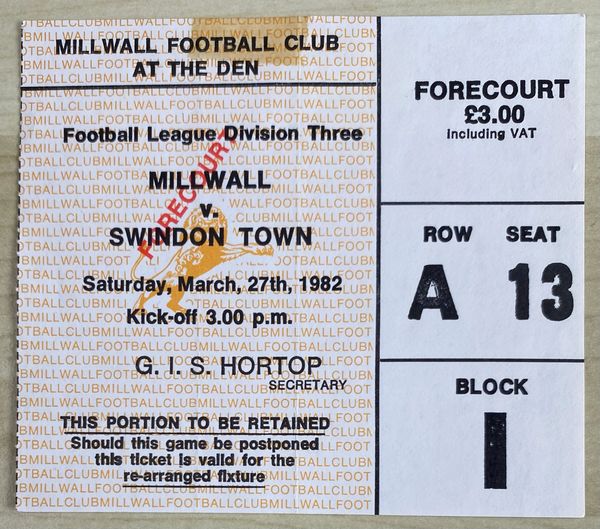 MILLWALL FOOTBALL CLUB
AT THE DEN
Football League Division Three
MILLWALL
v.
SWINDON TOWN
FORECOURT
Saturday, March, 27th, 1982
Kick-off 3.00 p.m.
G. I. S. HORTOP
SECRETARY
THIS PORTION TO BE RETAINED
Should this game be postponed
this ticket is valid for the
re-arranged fixture
FORECOURT
£3.00
Including VAT
ROW SEAT
A 13
BLOCK
I